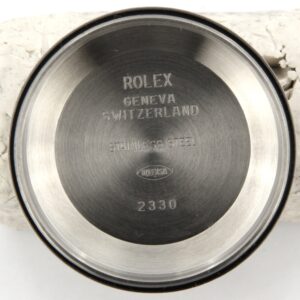 ROLEX
GENEVA
SWITZERLAND
STAINLESS STEEL
2330